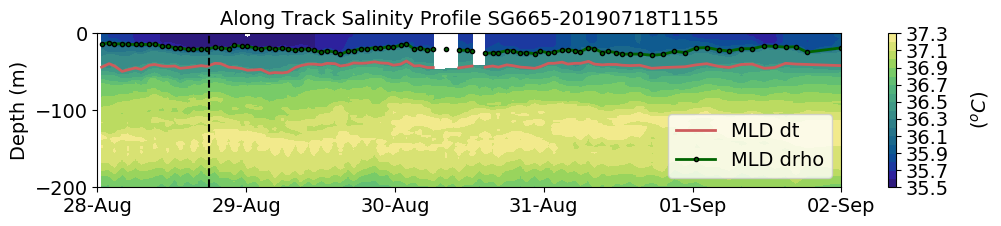 Along Track Salinity Profile SG665-20190718T1155
Depth (m)
0
−100
−200
28-Aug
29-Aug
30-Aug
31-Aug
01-Sep
02-Sep
MLD dt
MLD drho
37.3
37.1
36.9
36.7
36.5
36.3
36.1
35.9
35.7
35.5
(°C)